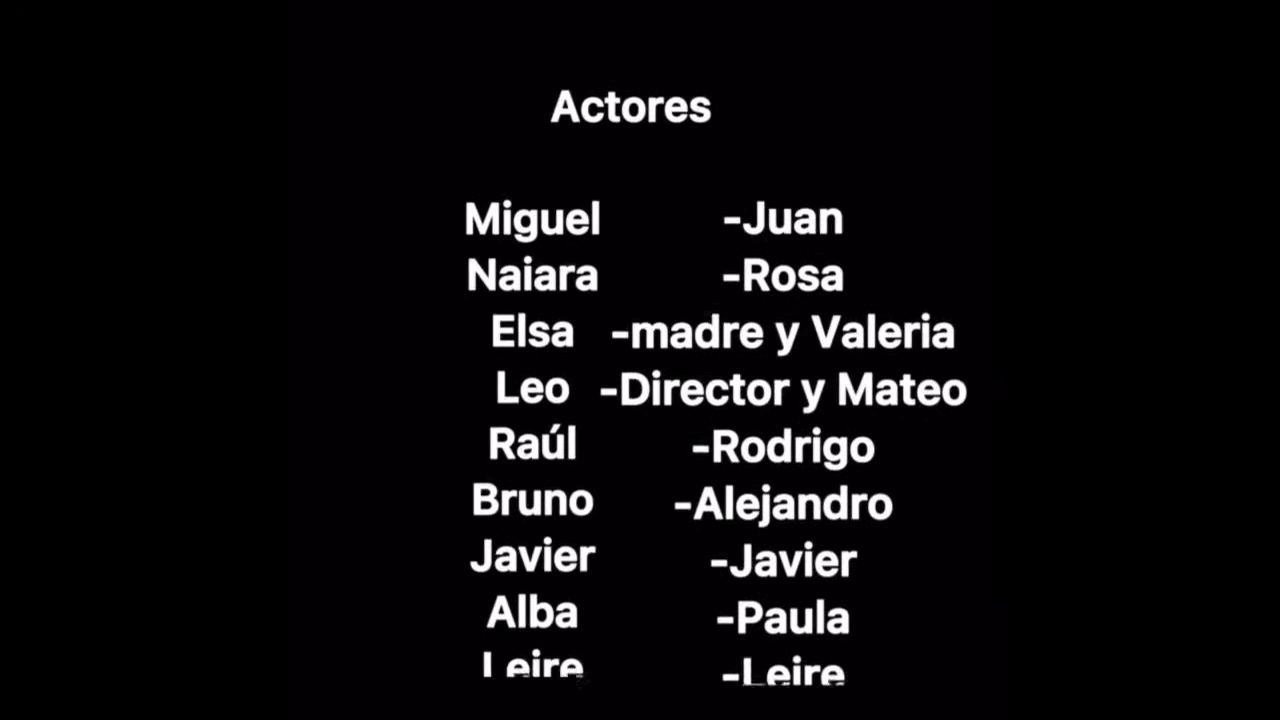 Actores
Miguel -Juan
Naiara -Rosa
Elsa -madre y Valeria
Leo -Director y Mateo
Raúl -Rodrigo
Bruno -Alejandro
Javier -Javier
Alba -Paula
Leire -Leire